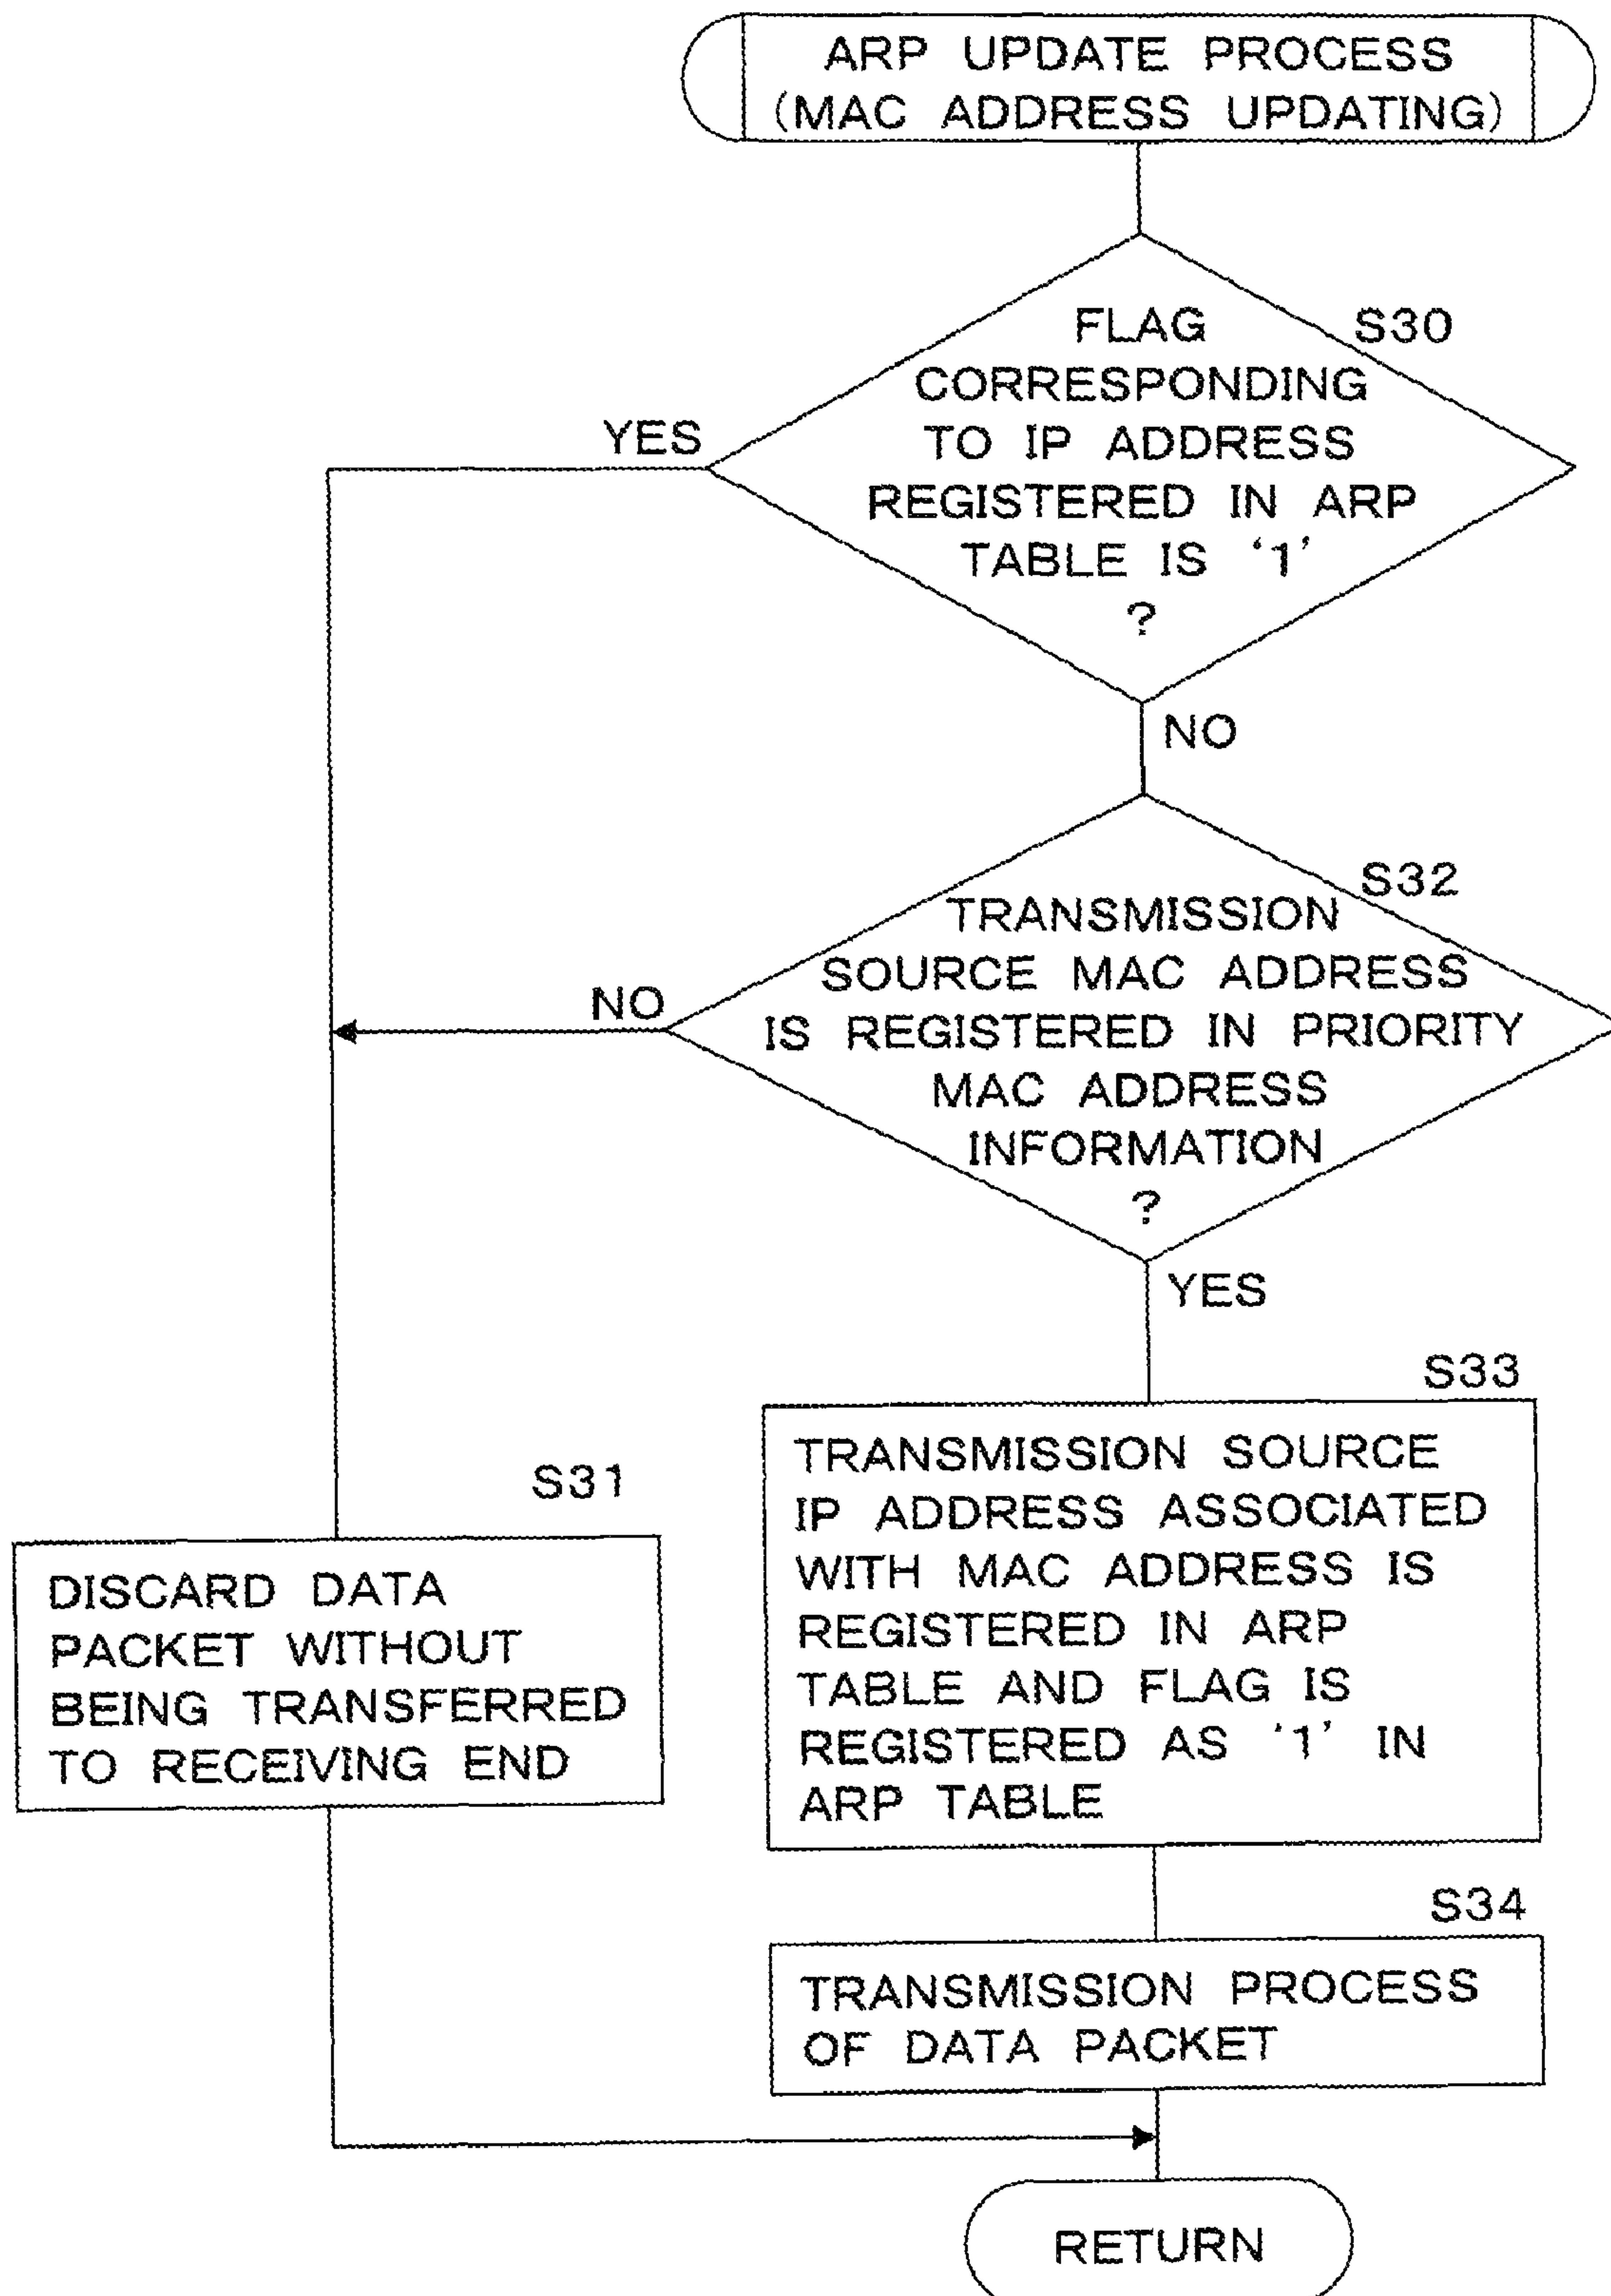 ARP UPDATE PROCESS
(MAC ADDRESS UPDATING)
S30
FLAG
CORRESPONDING
TO IP ADDRESS
REGISTERED IN ARP
TABLE IS ‘1’
?
YES
NO
S32
TRANSMISSION
SOURCE MAC ADDRESS
IS REGISTERED IN PRIORITY
MAC ADDRESS
INFORMATION
?
NO
YES
S33
TRANSMISSION SOURCE
IP ADDRESS ASSOCIATED
WITH MAC ADDRESS IS
REGISTERED IN ARP
TABLE AND FLAG IS
REGISTERED AS ‘1’ IN
ARP TABLE
S31
DISCARD DATA
PACKET WITHOUT
BEING TRANSFERRED
TO RECEIVING END
S34
TRANSMISSION PROCESS
OF DATA PACKET
RETURN